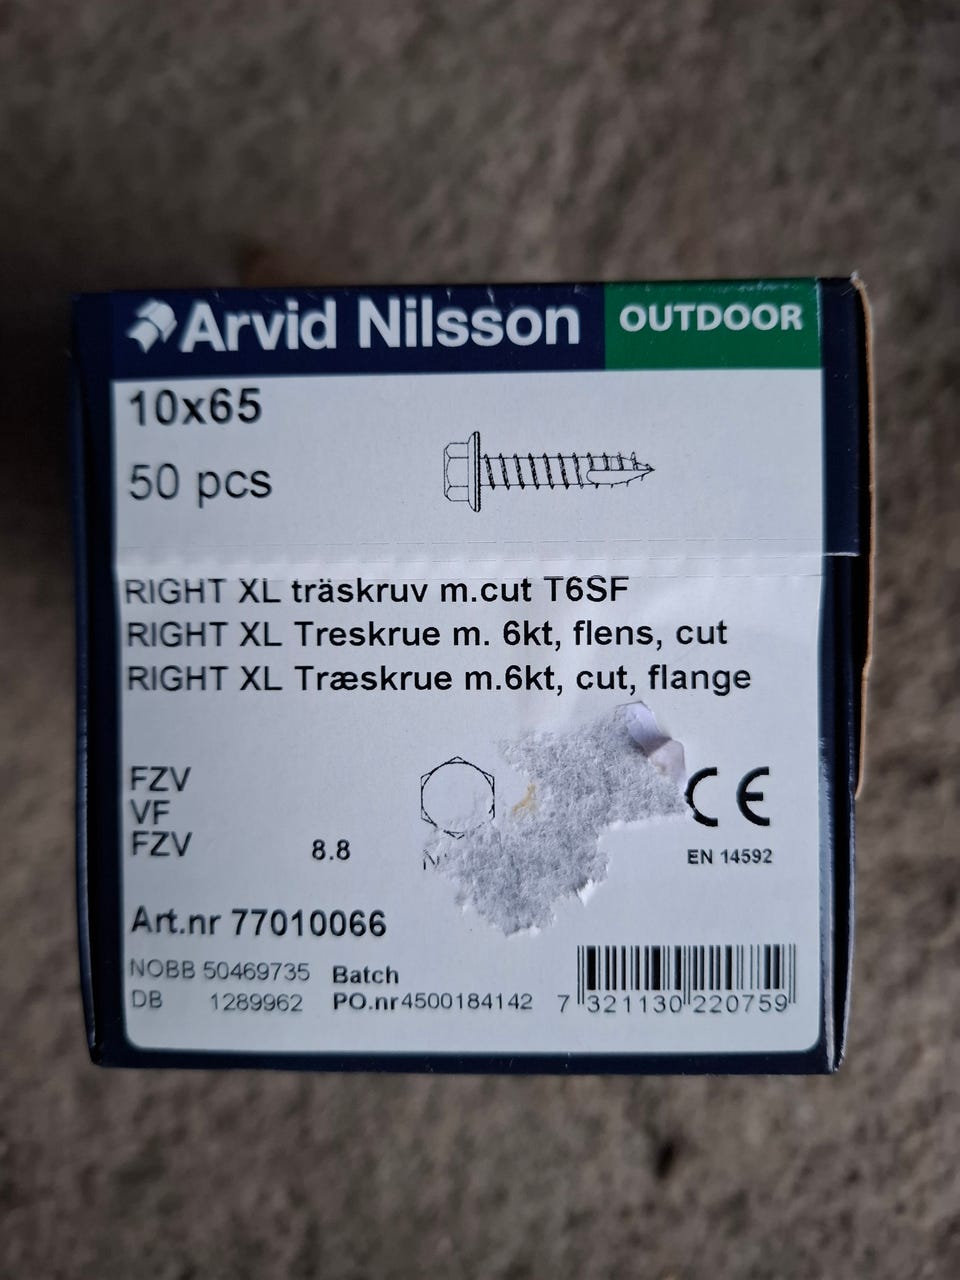 Arvid Nilsson
OUTDOOR
10x65
50 pcs
RIGHT XL träskruv m.cut T6SF
RIGHT XL Treskrue m. 6kt, flens, cut
RIGHT XL Træskrue m.6kt, cut, flange
FZV
VF
FZV
8.8
CE
EN 14592
Art.nr 77010066
NOBB 50469735 Batch
DB 1289962 PO.nr4500184142
7 321130 220759